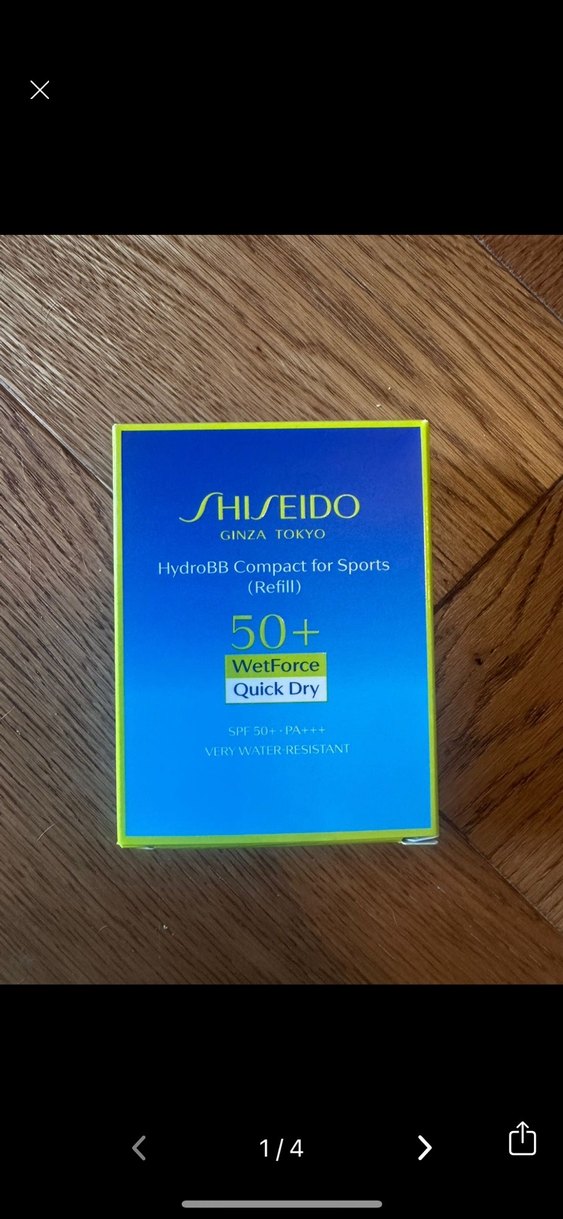 SHISEIDO
GINZA TOKYO
HydroBB Compact for Sports
(Refill)
50+
WetForce
Quick Dry
SPF 50+ · PA+++
VERY WATER-RESISTANT
1 / 4